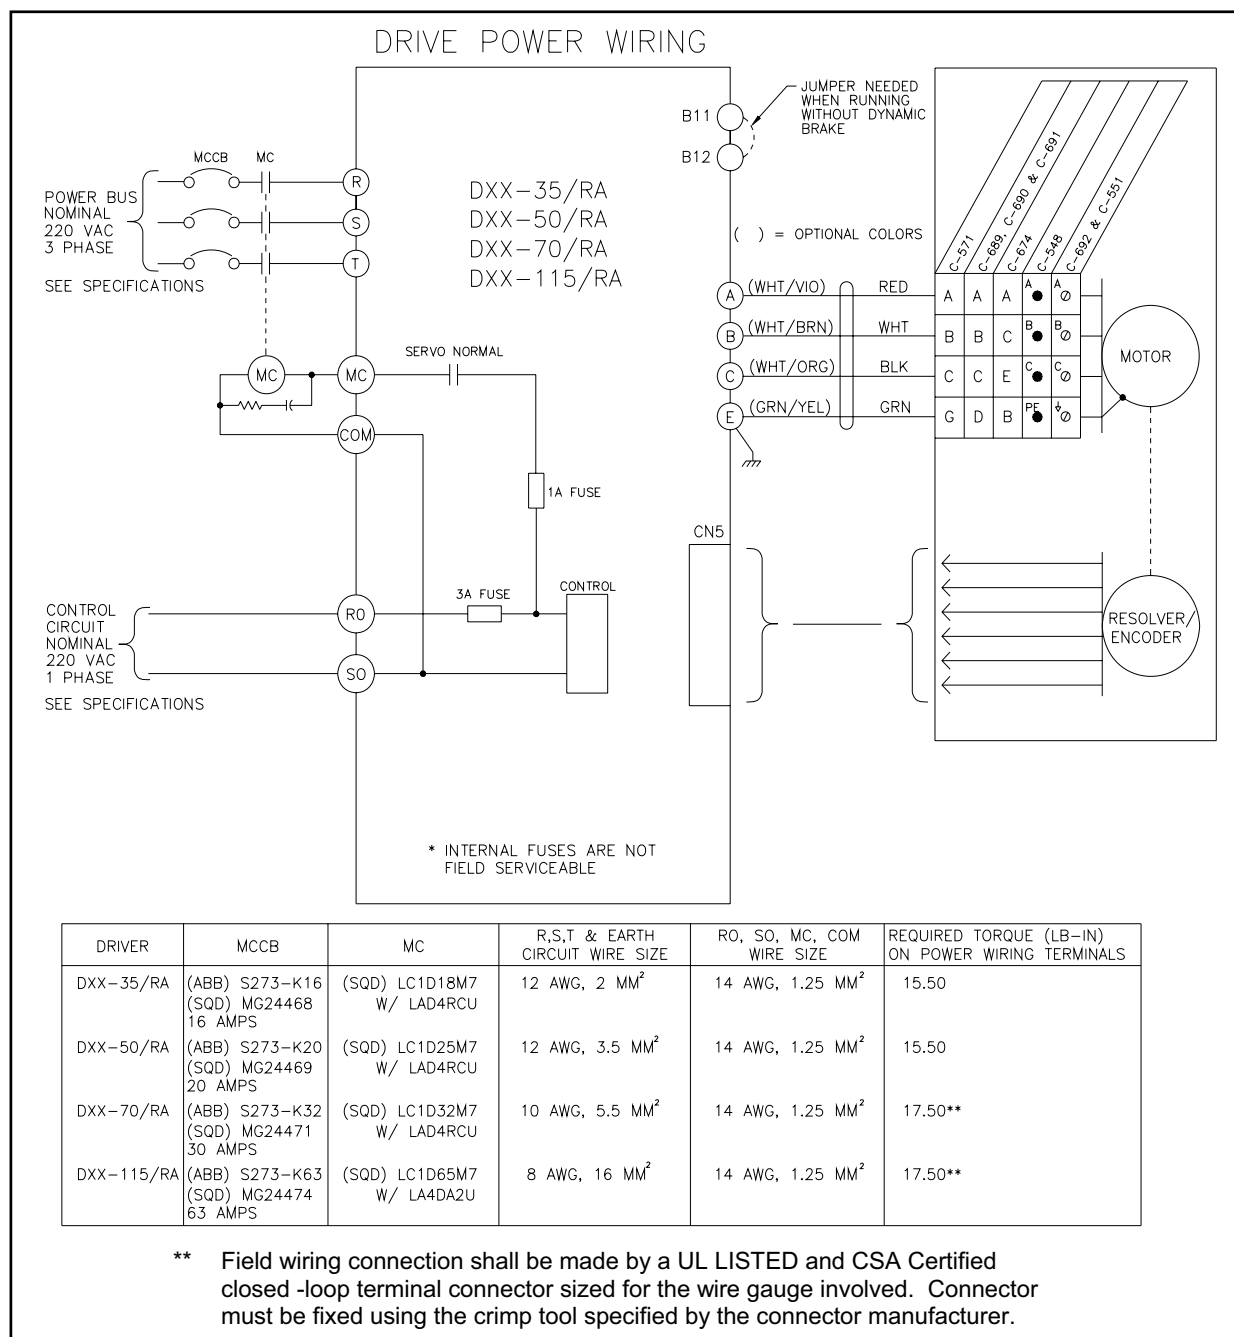 DRIVE POWER WIRING
JUMPER NEEDED
WHEN RUNNING
WITHOUT DYNAMIC
BRAKE
B11
B12
MCCB MC
POWER BUS
NOMINAL
220 VAC
3 PHASE
SEE SPECIFICATIONS
R
S
T
DXX-35/RA
DXX-50/RA
DXX-70/RA
DXX-115/RA
( ) = OPTIONAL COLORS
C-571
C-689, C-690 & C-691
C-674
C-548
C-692 & C-551
A (WHT/VIO) RED A A A A A
B (WHT/BRN) WHT B B C B B
C (WHT/ORG) BLK C C E C C
E (GRN/YEL) GRN G D B PE
MOTOR
MC MC SERVO NORMAL
COM
1A FUSE
CN5
CONTROL
CIRCUIT
NOMINAL
220 VAC
1 PHASE
SEE SPECIFICATIONS
RO
SO
3A FUSE
CONTROL
RESOLVER/
ENCODER
* INTERNAL FUSES ARE NOT
FIELD SERVICEABLE
DRIVER MCCB MC R,S,T & EARTH CIRCUIT WIRE SIZE RO, SO, MC, COM WIRE SIZE REQUIRED TORQUE (LB-IN) ON POWER WIRING TERMINALS
DXX-35/RA (ABB) S273-K16 (SQD) LC1D18M7 12 AWG, 2 MM² 14 AWG, 1.25 MM² 15.50
(SQD) MG24468 W/ LAD4RCU
16 AMPS
DXX-50/RA (ABB) S273-K20 (SQD) LC1D25M7 12 AWG, 3.5 MM² 14 AWG, 1.25 MM² 15.50
(SQD) MG24469 W/ LAD4RCU
20 AMPS
DXX-70/RA (ABB) S273-K32 (SQD) LC1D32M7 10 AWG, 5.5 MM² 14 AWG, 1.25 MM² 17.50**
(SQD) MG24471 W/ LAD4RCU
30 AMPS
DXX-115/RA (ABB) S273-K63 (SQD) LC1D65M7 8 AWG, 16 MM² 14 AWG, 1.25 MM² 17.50**
(SQD) MG24474 W/ LA4DA2U
63 AMPS
** Field wiring connection shall be made by a UL LISTED and CSA Certified
closed -loop terminal connector sized for the wire gauge involved. Connector
must be fixed using the crimp tool specified by the connector manufacturer.